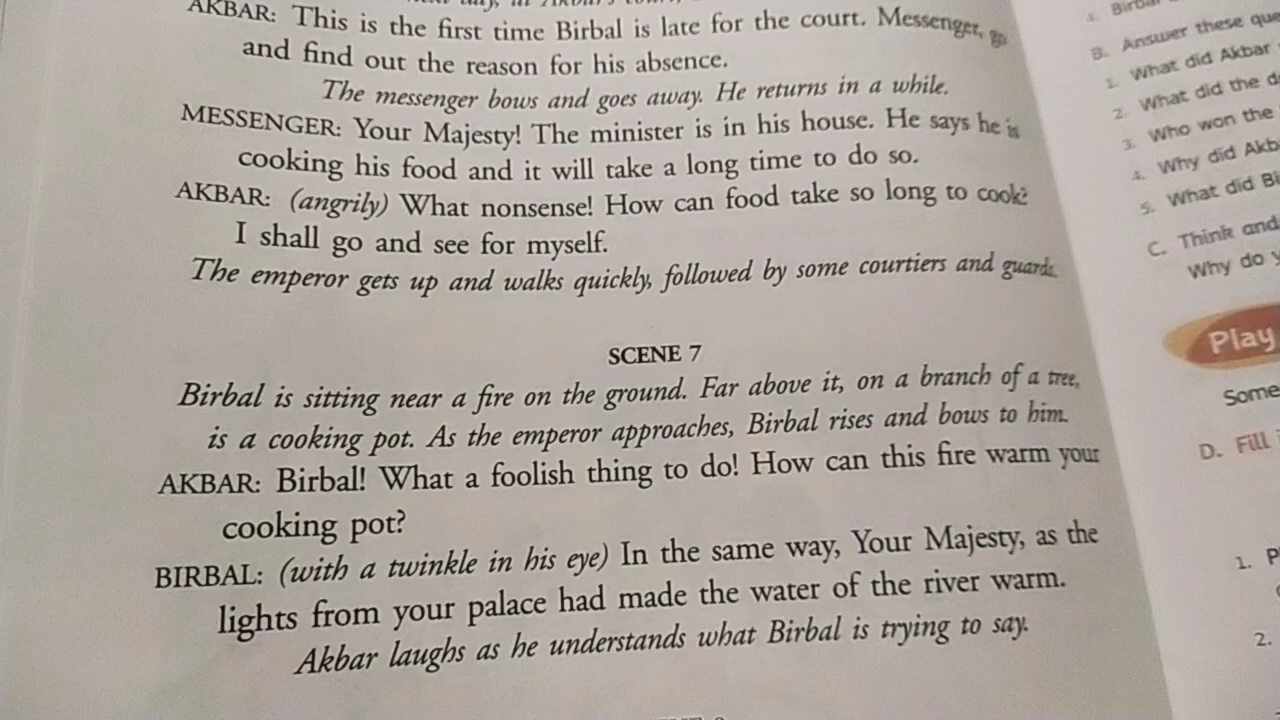 AKBAR: This is the first time Birbal is late for the court. Messenger, go
and find out the reason for his absence.
The messenger bows and goes away. He returns in a while.
MESSENGER: Your Majesty! The minister is in his house. He says he is
cooking his food and it will take a long time to do so.
AKBAR: (angrily) What nonsense! How can food take so long to cook?
I shall go and see for myself.
The emperor gets up and walks quickly, followed by some courtiers and guards.
SCENE 7
Birbal is sitting near a fire on the ground. Far above it, on a branch of a tree,
is a cooking pot. As the emperor approaches, Birbal rises and bows to him.
AKBAR: Birbal! What a foolish thing to do! How can this fire warm your
cooking pot?
BIRBAL: (with a twinkle in his eye) In the same way, Your Majesty, as the
lights from your palace had made the water of the river warm.
Akbar laughs as he understands what Birbal is trying to say.
4. Birbal
B. Answer these que
1. What did Akbar
2. What did the d
3. Who won the
4. Why did Akb
5. What did Bi
C. Think and
Why do y
Play
Some
D. Fill
1. P
2.